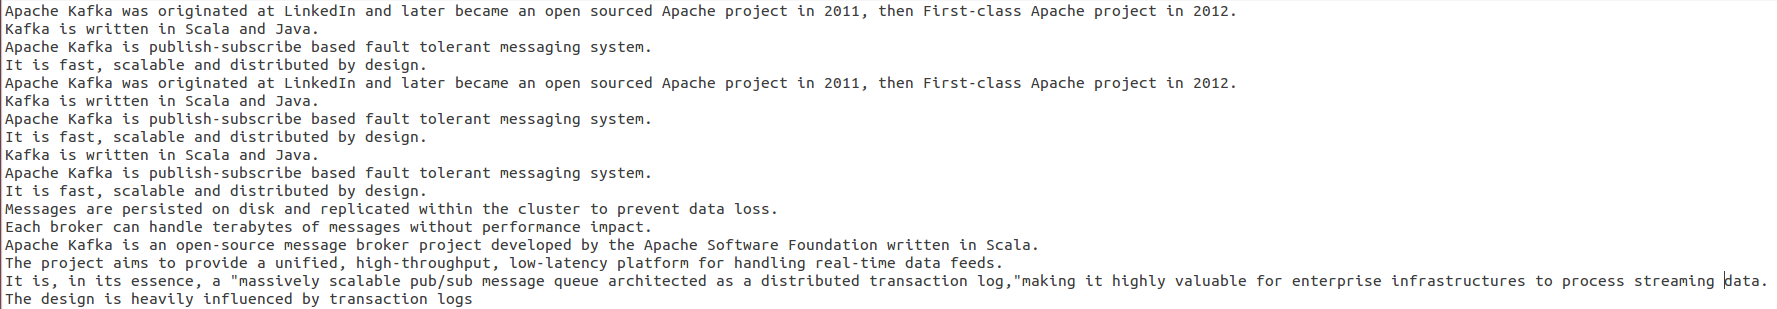 Apache Kafka was originated at LinkedIn and later became an open sourced Apache project in 2011, then First-class Apache project in 2012.
Kafka is written in Scala and Java.
Apache Kafka is publish-subscribe based fault tolerant messaging system.
It is fast, scalable and distributed by design.
Apache Kafka was originated at LinkedIn and later became an open sourced Apache project in 2011, then First-class Apache project in 2012.
Kafka is written in Scala and Java.
Apache Kafka is publish-subscribe based fault tolerant messaging system.
It is fast, scalable and distributed by design.
Kafka is written in Scala and Java.
Apache Kafka is publish-subscribe based fault tolerant messaging system.
It is fast, scalable and distributed by design.
Messages are persisted on disk and replicated within the cluster to prevent data loss.
Each broker can handle terabytes of messages without performance impact.
Apache Kafka is an open-source message broker project developed by the Apache Software Foundation written in Scala.
The project aims to provide a unified, high-throughput, low-latency platform for handling real-time data feeds.
It is, in its essence, a "massively scalable pub/sub message queue architected as a distributed transaction log,"making it highly valuable for enterprise infrastructures to process streaming data.
The design is heavily influenced by transaction logs